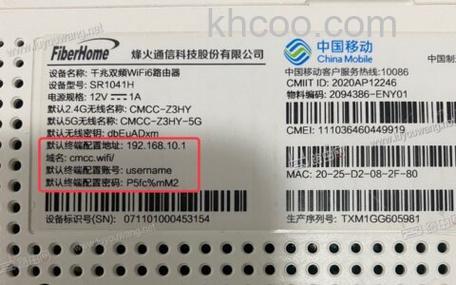 khcoo.com
FiberHome 烽火通信科技股份有限公司
中国移动
China Mobile
设备名称: 千兆双频WiFi6路由器
设备型号: SR1041H
电源规格: 12V⎓1A
默认2.4G无线名称: CMCC-Z3HY
默认5G无线名称: CMCC-Z3HY-5G
默认无线密钥: dbEuADxm
默认终端配置地址: 192.168.10.1
域名: cmcc.wifi/
默认终端配置账号: username
默认终端配置密码: P5fc%mM2
设备标识号(SN): 071101000453154
中国移动客户服务热线: 10086
CMIIT ID: 2020AP12246
物料编码: 2094386-ENY01
CMEI: 111036460449919
MAC: 20-25-D2-08-2F-80
生产序列号: TXM1GG605981
路由网